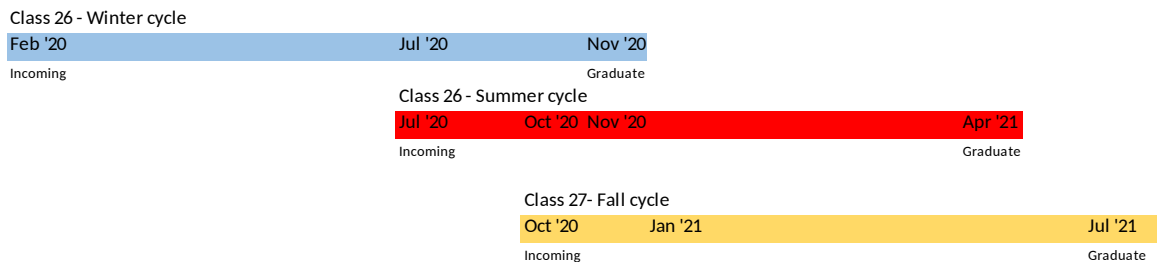 Class 26 - Winter cycle
Feb '20 Jul '20 Nov '20
Incoming Graduate
Class 26 - Summer cycle
Jul '20 Oct '20 Nov '20 Apr '21
Incoming Graduate
Class 27- Fall cycle
Oct '20 Jan '21 Jul '21
Incoming Graduate